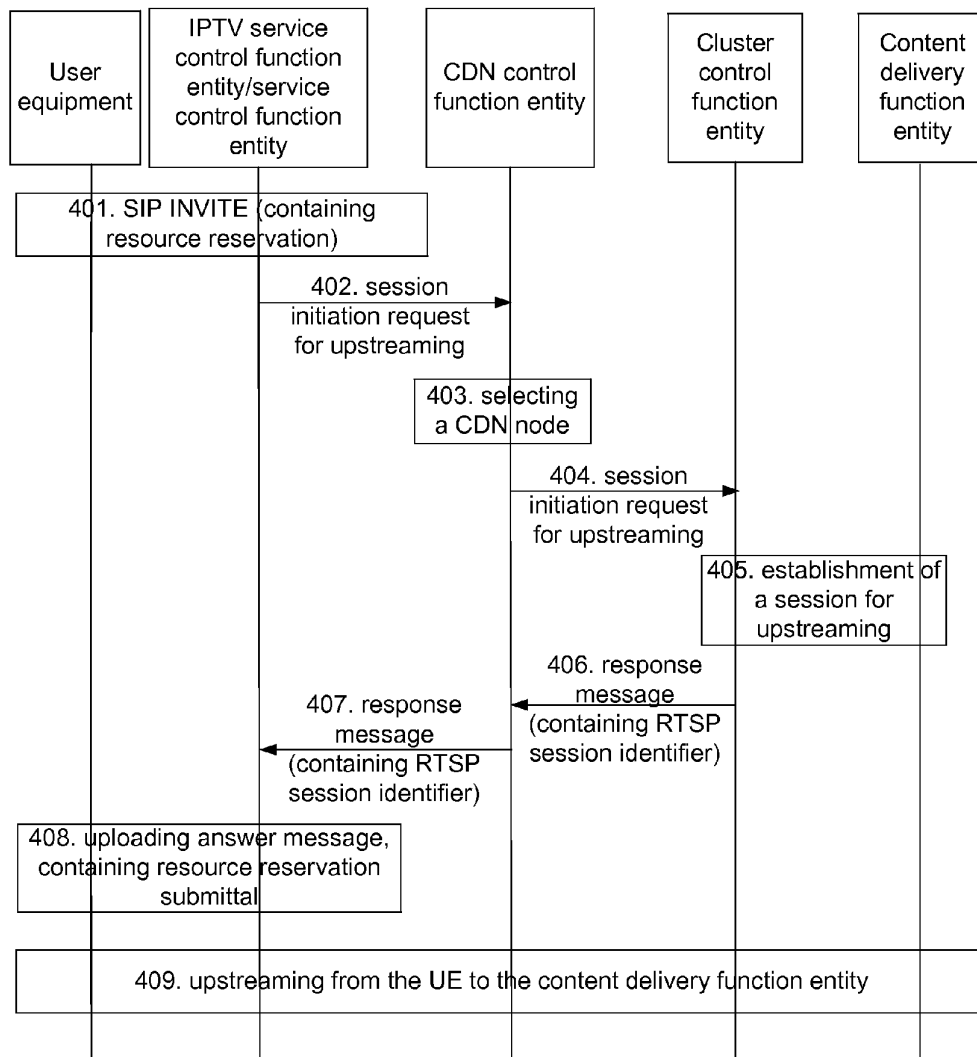 User
equipment
IPTV service
control function
entity/service
control function
entity
CDN control
function entity
Cluster
control
function
entity
Content
delivery
function
entity
401. SIP INVITE (containing
resource reservation)
402. session
initiation request
for upstreaming
403. selecting
a CDN node
404. session
initiation request
for upstreaming
405. establishment of
a session for
upstreaming
406. response
message
(containing RTSP
session identifier)
407. response
message
(containing RTSP
session identifier)
408. uploading answer message,
containing resource reservation
submittal
409. upstreaming from the UE to the content delivery function entity